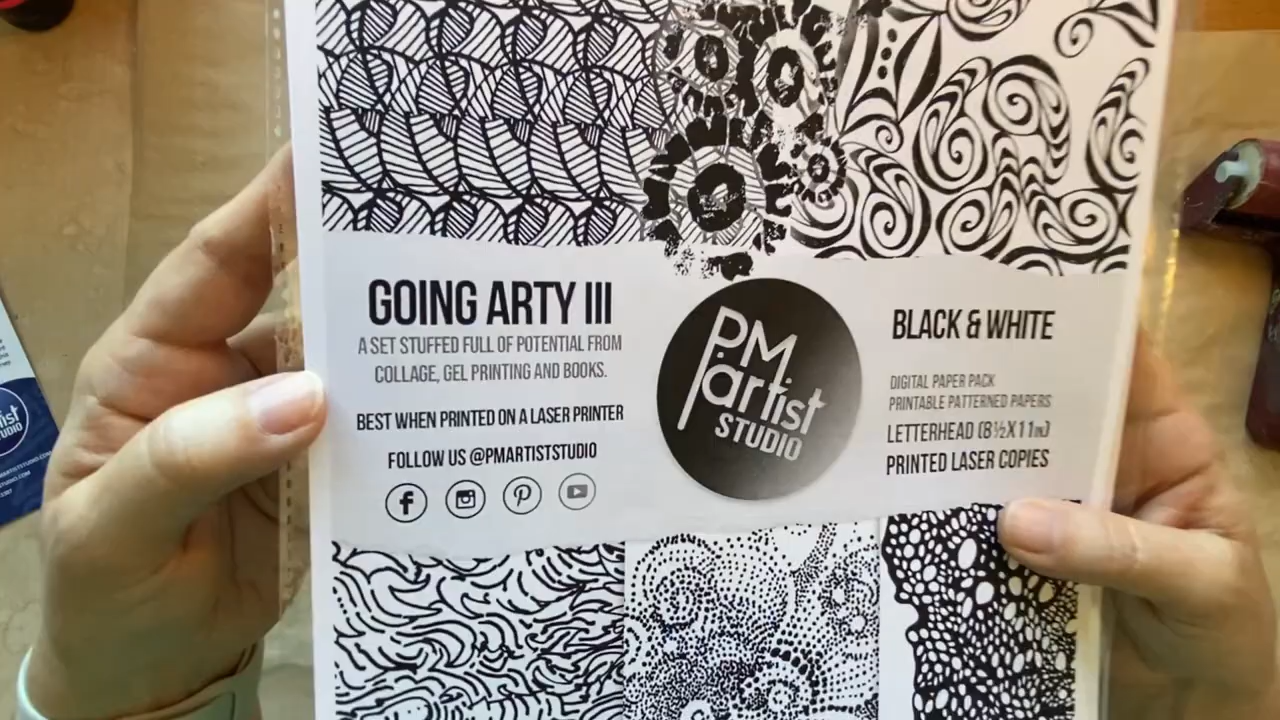 GOING ARTY III
A SET STUFFED FULL OF POTENTIAL FROM
COLLAGE, GEL PRINTING AND BOOKS.
BEST WHEN PRINTED ON A LASER PRINTER
FOLLOW US @PMARTISTSTUDIO
PM
artist
STUDIO
BLACK & WHITE
DIGITAL PAPER PACK
PRINTABLE PATTERNED PAPERS
LETTERHEAD (8½X11IN)
PRINTED LASER COPIES